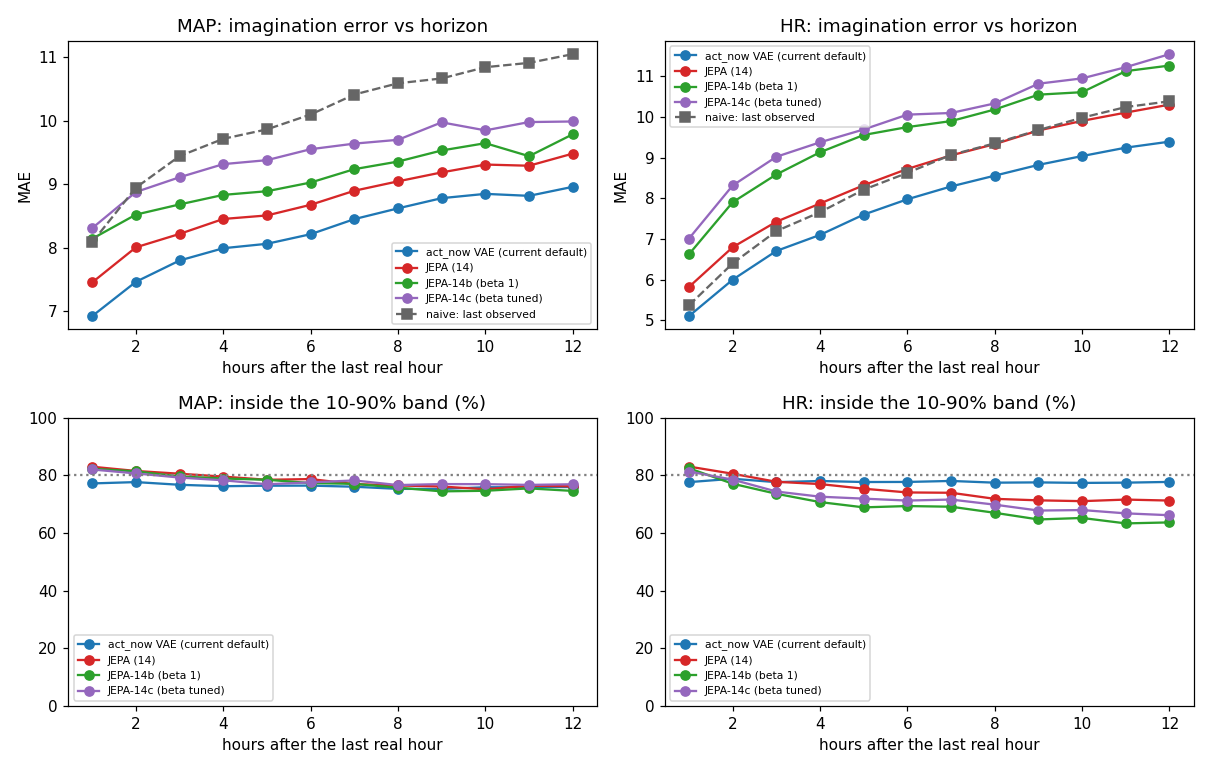 MAP: imagination error vs horizon
11
10
9
8
7
MAE
act_now VAE (current default)
JEPA (14)
JEPA-14b (beta 1)
JEPA-14c (beta tuned)
naive: last observed
2 4 6 8 10 12
hours after the last real hour
HR: imagination error vs horizon
act_now VAE (current default)
JEPA (14)
JEPA-14b (beta 1)
JEPA-14c (beta tuned)
naive: last observed
11
10
9
8
7
6
5
MAE
2 4 6 8 10 12
hours after the last real hour
MAP: inside the 10-90% band (%)
100
80
60
40
20
0
act_now VAE (current default)
JEPA (14)
JEPA-14b (beta 1)
JEPA-14c (beta tuned)
2 4 6 8 10 12
hours after the last real hour
HR: inside the 10-90% band (%)
100
80
60
40
20
0
act_now VAE (current default)
JEPA (14)
JEPA-14b (beta 1)
JEPA-14c (beta tuned)
2 4 6 8 10 12
hours after the last real hour